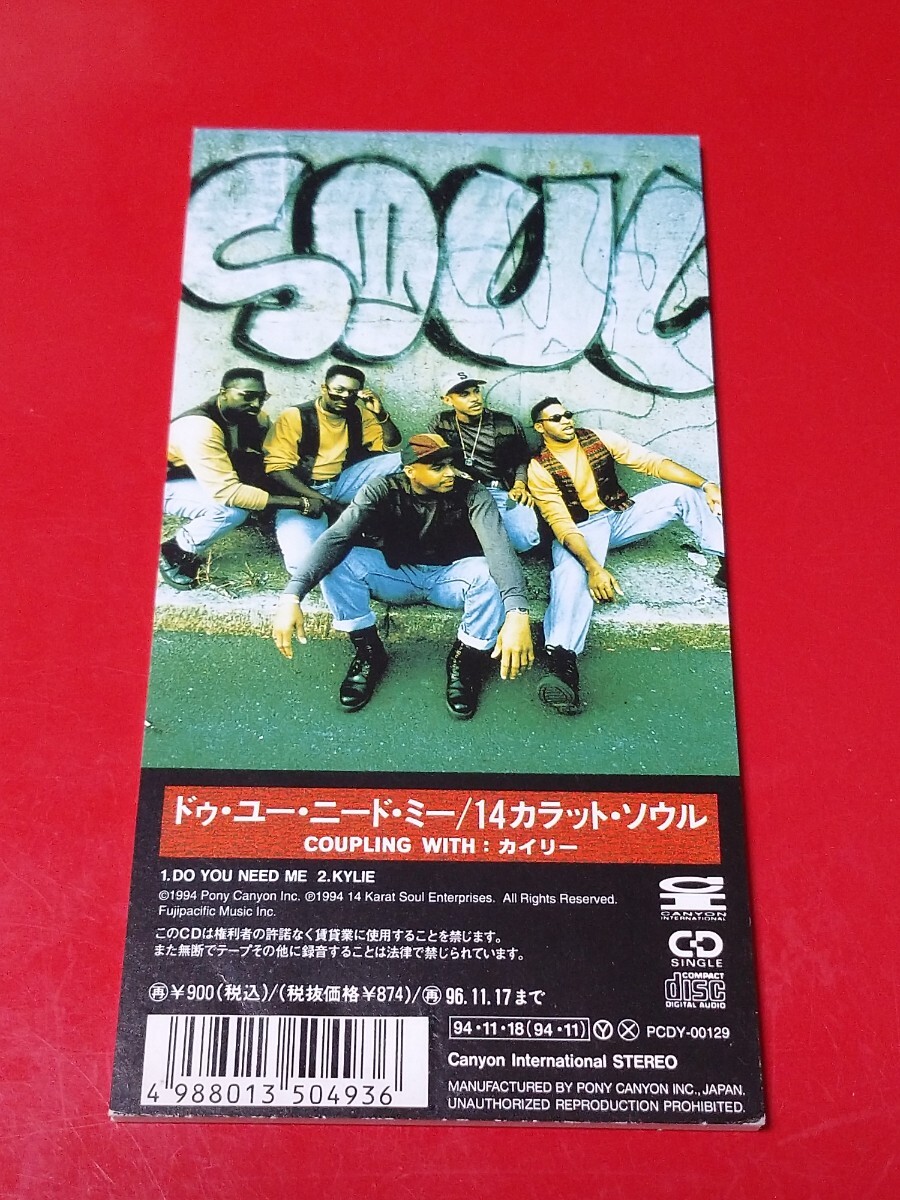 SOUL
S
ドゥ・ユー・ニード・ミー/14カラット・ソウル
COUPLING WITH：カイリー
1.DO YOU NEED ME 2.KYLIE
©1994 Pony Canyon Inc. ℗1994 14 Karat Soul Enterprises. All Rights Reserved.
Fujipacific Music Inc.
このCDは権利者の許諾なく賃貸業に使用することを禁じます。
また無断でテープその他に録音することは法律で禁じられています。
CANYON
INTERNATIONAL
CD
SINGLE
COMPACT
disc
DIGITAL AUDIO
㊢¥900(税込)/(税抜価格¥874)/㊢96.11.17まで
94・11・18(94・11) Ⓨ Ⓧ PCDY-00129
Canyon International STEREO
MANUFACTURED BY PONY CANYON INC., JAPAN.
UNAUTHORIZED REPRODUCTION PROHIBITED.
4 988013 504936